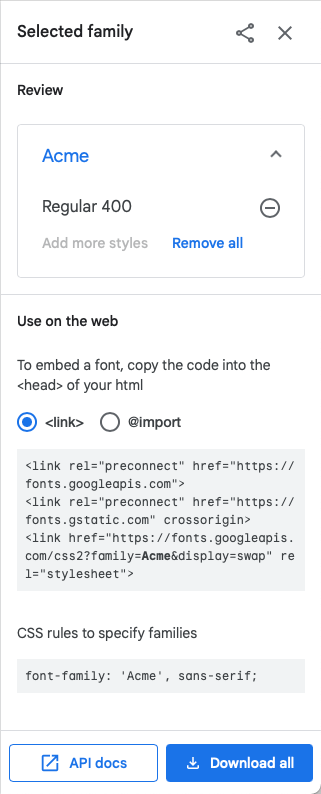 Selected family
Review
Acme
Regular 400
Add more styles Remove all
Use on the web
To embed a font, copy the code into the
<head> of your html
<link> @import
<link rel="preconnect" href="https://
fonts.googleapis.com">
<link rel="preconnect" href="https://
fonts.gstatic.com" crossorigin>
<link href="https://fonts.googleapis.
com/css2?family=Acme&display=swap" re
l="stylesheet">
CSS rules to specify families
font-family: 'Acme', sans-serif;
API docs Download all